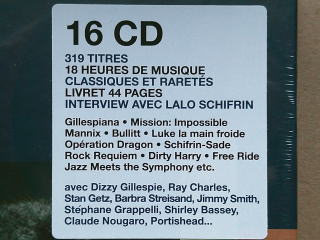 16 CD
319 TITRES
18 HEURES DE MUSIQUE
CLASSIQUES ET RARETÉS
LIVRET 44 PAGES
INTERVIEW AVEC LALO SCHIFRIN
Gillespiana • Mission: Impossible
Mannix • Bullitt • Luke la main froide
Opération Dragon • Schifrin-Sade
Rock Requiem • Dirty Harry • Free Ride
Jazz Meets the Symphony etc.
avec Dizzy Gillespie, Ray Charles,
Stan Getz, Barbra Streisand, Jimmy Smith,
Stéphane Grappelli, Shirley Bassey,
Claude Nougaro, Portishead...